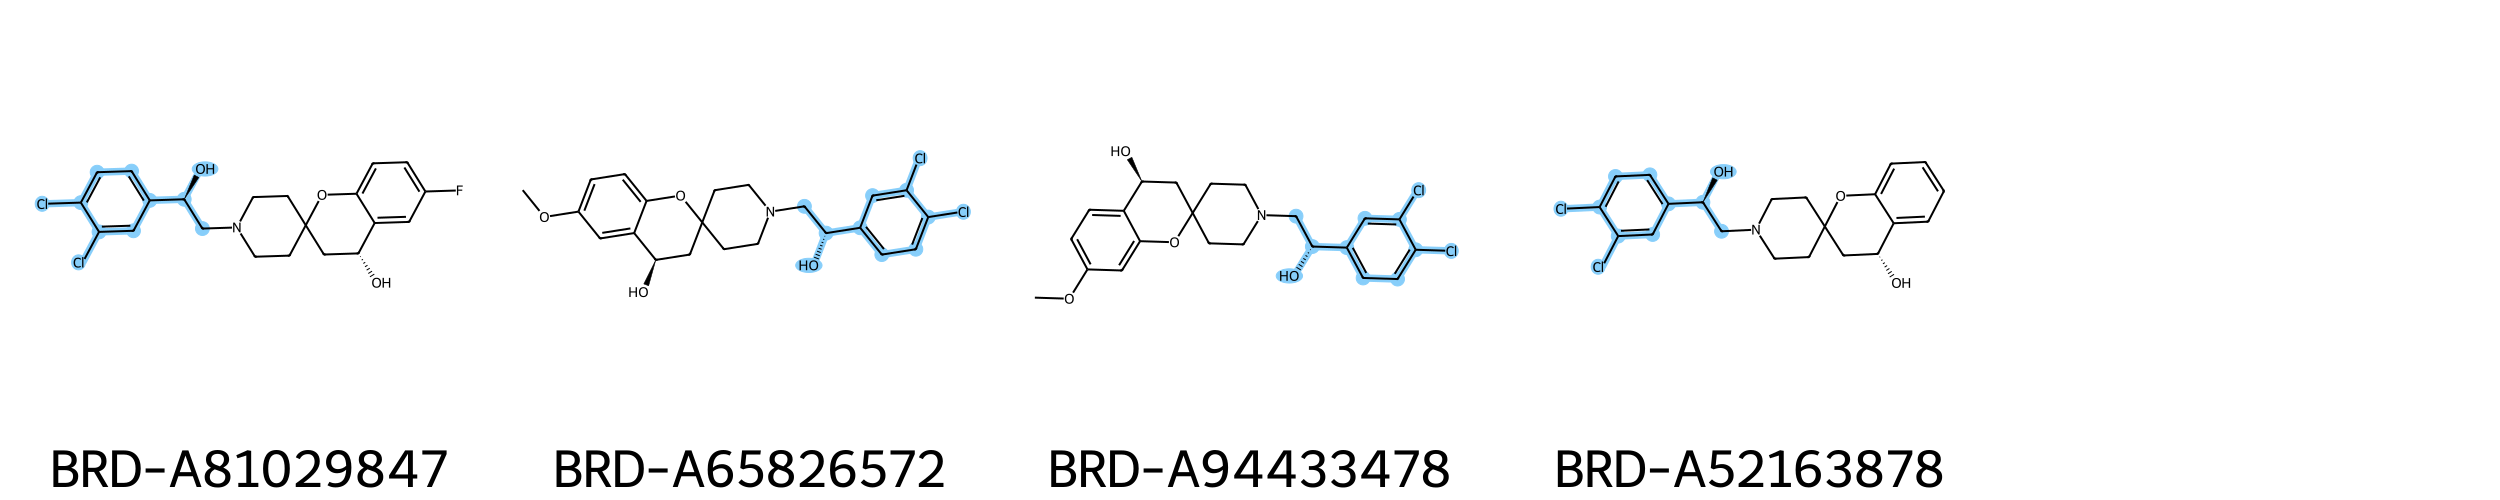 Cl Cl OH N O OH F
O O HO N HO Cl Cl
HO O O N HO Cl Cl
Cl Cl OH N O OH
BRD-A81029847 BRD-A65826572 BRD-A94433478 BRD-A52163878